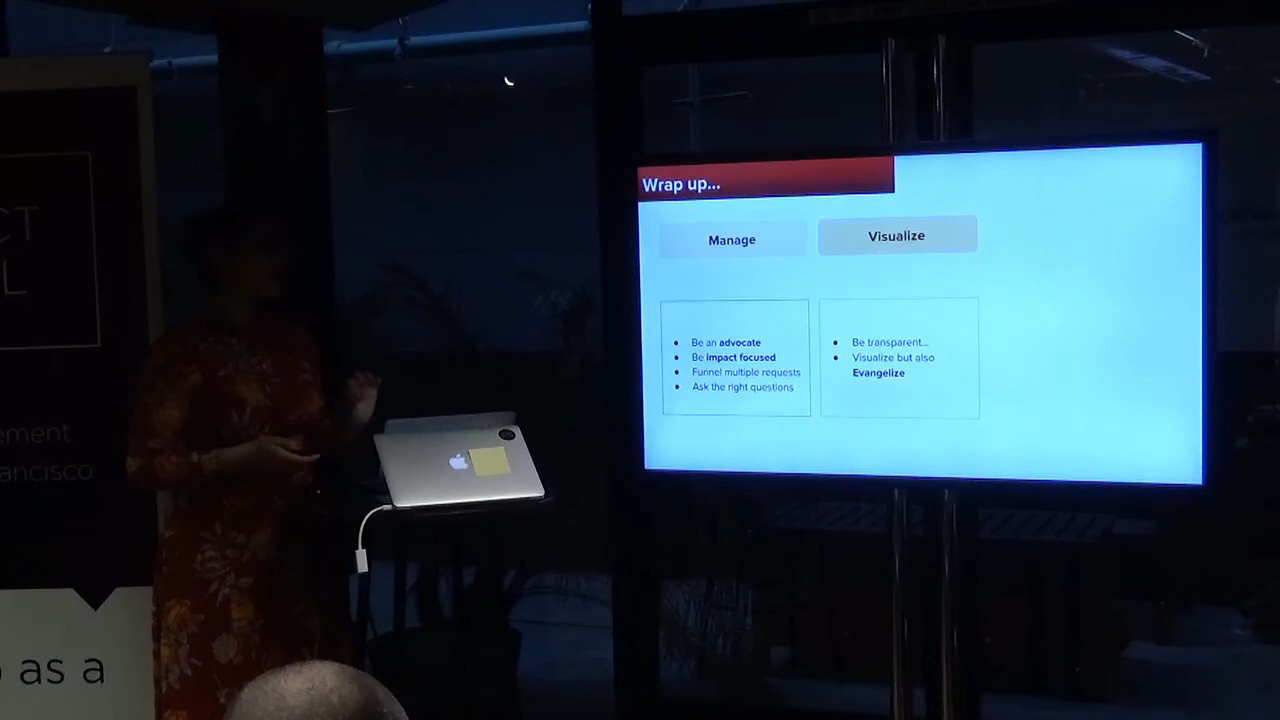 CT
L
ement
ancisco
as a
Wrap up...
Manage
Visualize
Be an advocate
Be impact focused
Funnel multiple requests
Ask the right questions
Be transparent...
Visualize but also
Evangelize